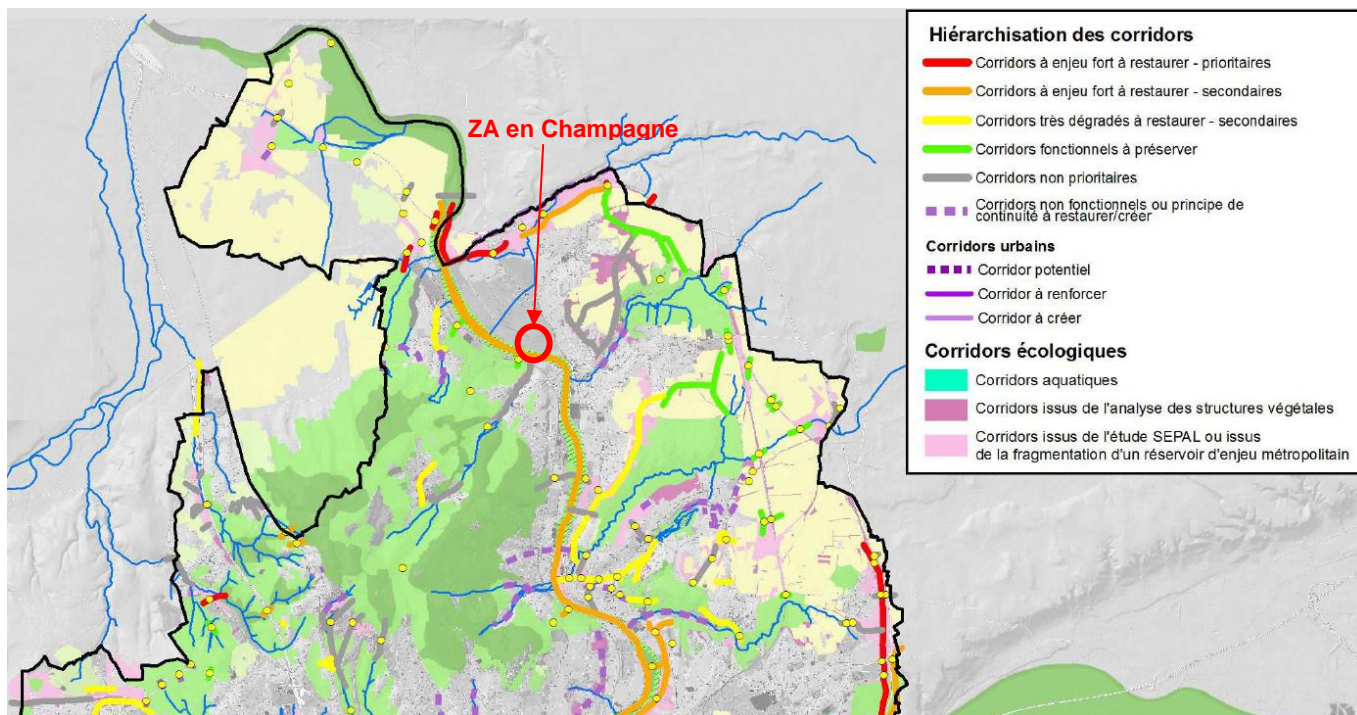 ZA en Champagne
Hiérarchisation des corridors
Corridors à enjeu fort à restaurer - prioritaires
Corridors à enjeu fort à restaurer - secondaires
Corridors très dégradés à restaurer - secondaires
Corridors fonctionnels à préserver
Corridors non prioritaires
Corridors non fonctionnels ou principe de
continuité à restaurer/créer
Corridors urbains
Corridor potentiel
Corridor à renforcer
Corridor à créer
Corridors écologiques
Corridors aquatiques
Corridors issus de l'analyse des structures végétales
Corridors issus de l'étude SEPAL ou issus
de la fragmentation d'un réservoir d'enjeu métropolitain